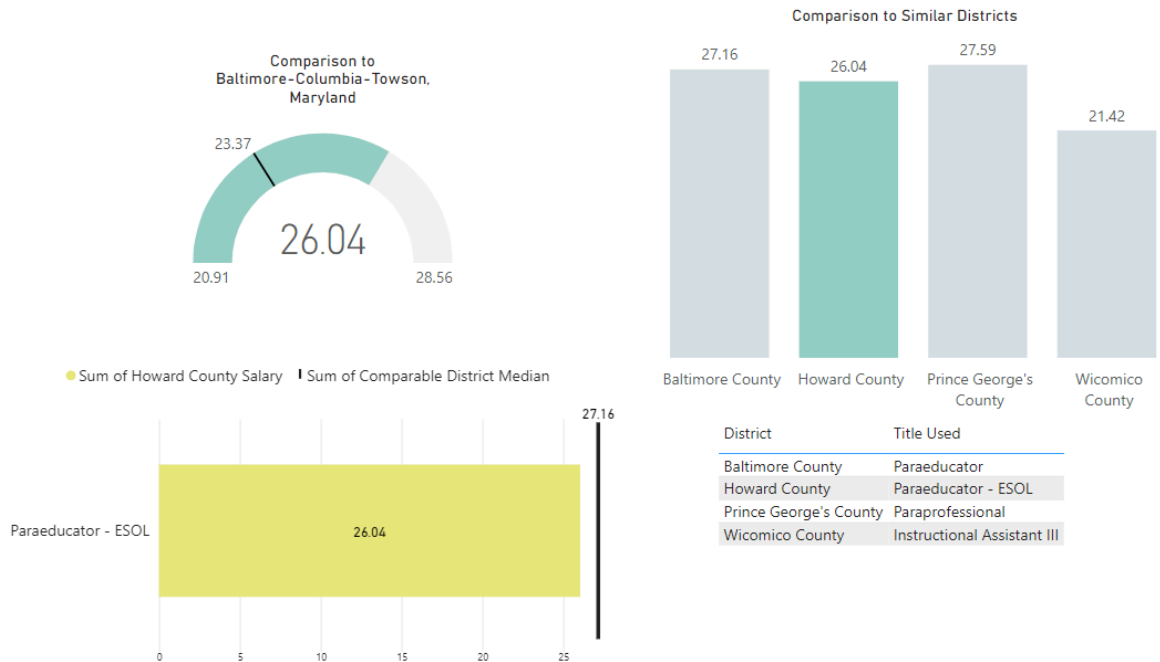 Comparison to
Baltimore-Columbia-Towson,
Maryland
23.37
26.04
20.91
28.56
Comparison to Similar Districts
27.16
26.04
27.59
21.42
Baltimore County
Howard County
Prince George's
County
Wicomico
County
Sum of Howard County Salary
Sum of Comparable District Median
27.16
Paraeducator - ESOL
26.04
0
5
10
15
20
25
District Title Used
Baltimore County Paraeducator
Howard County Paraeducator - ESOL
Prince George's County Paraprofessional
Wicomico County Instructional Assistant III